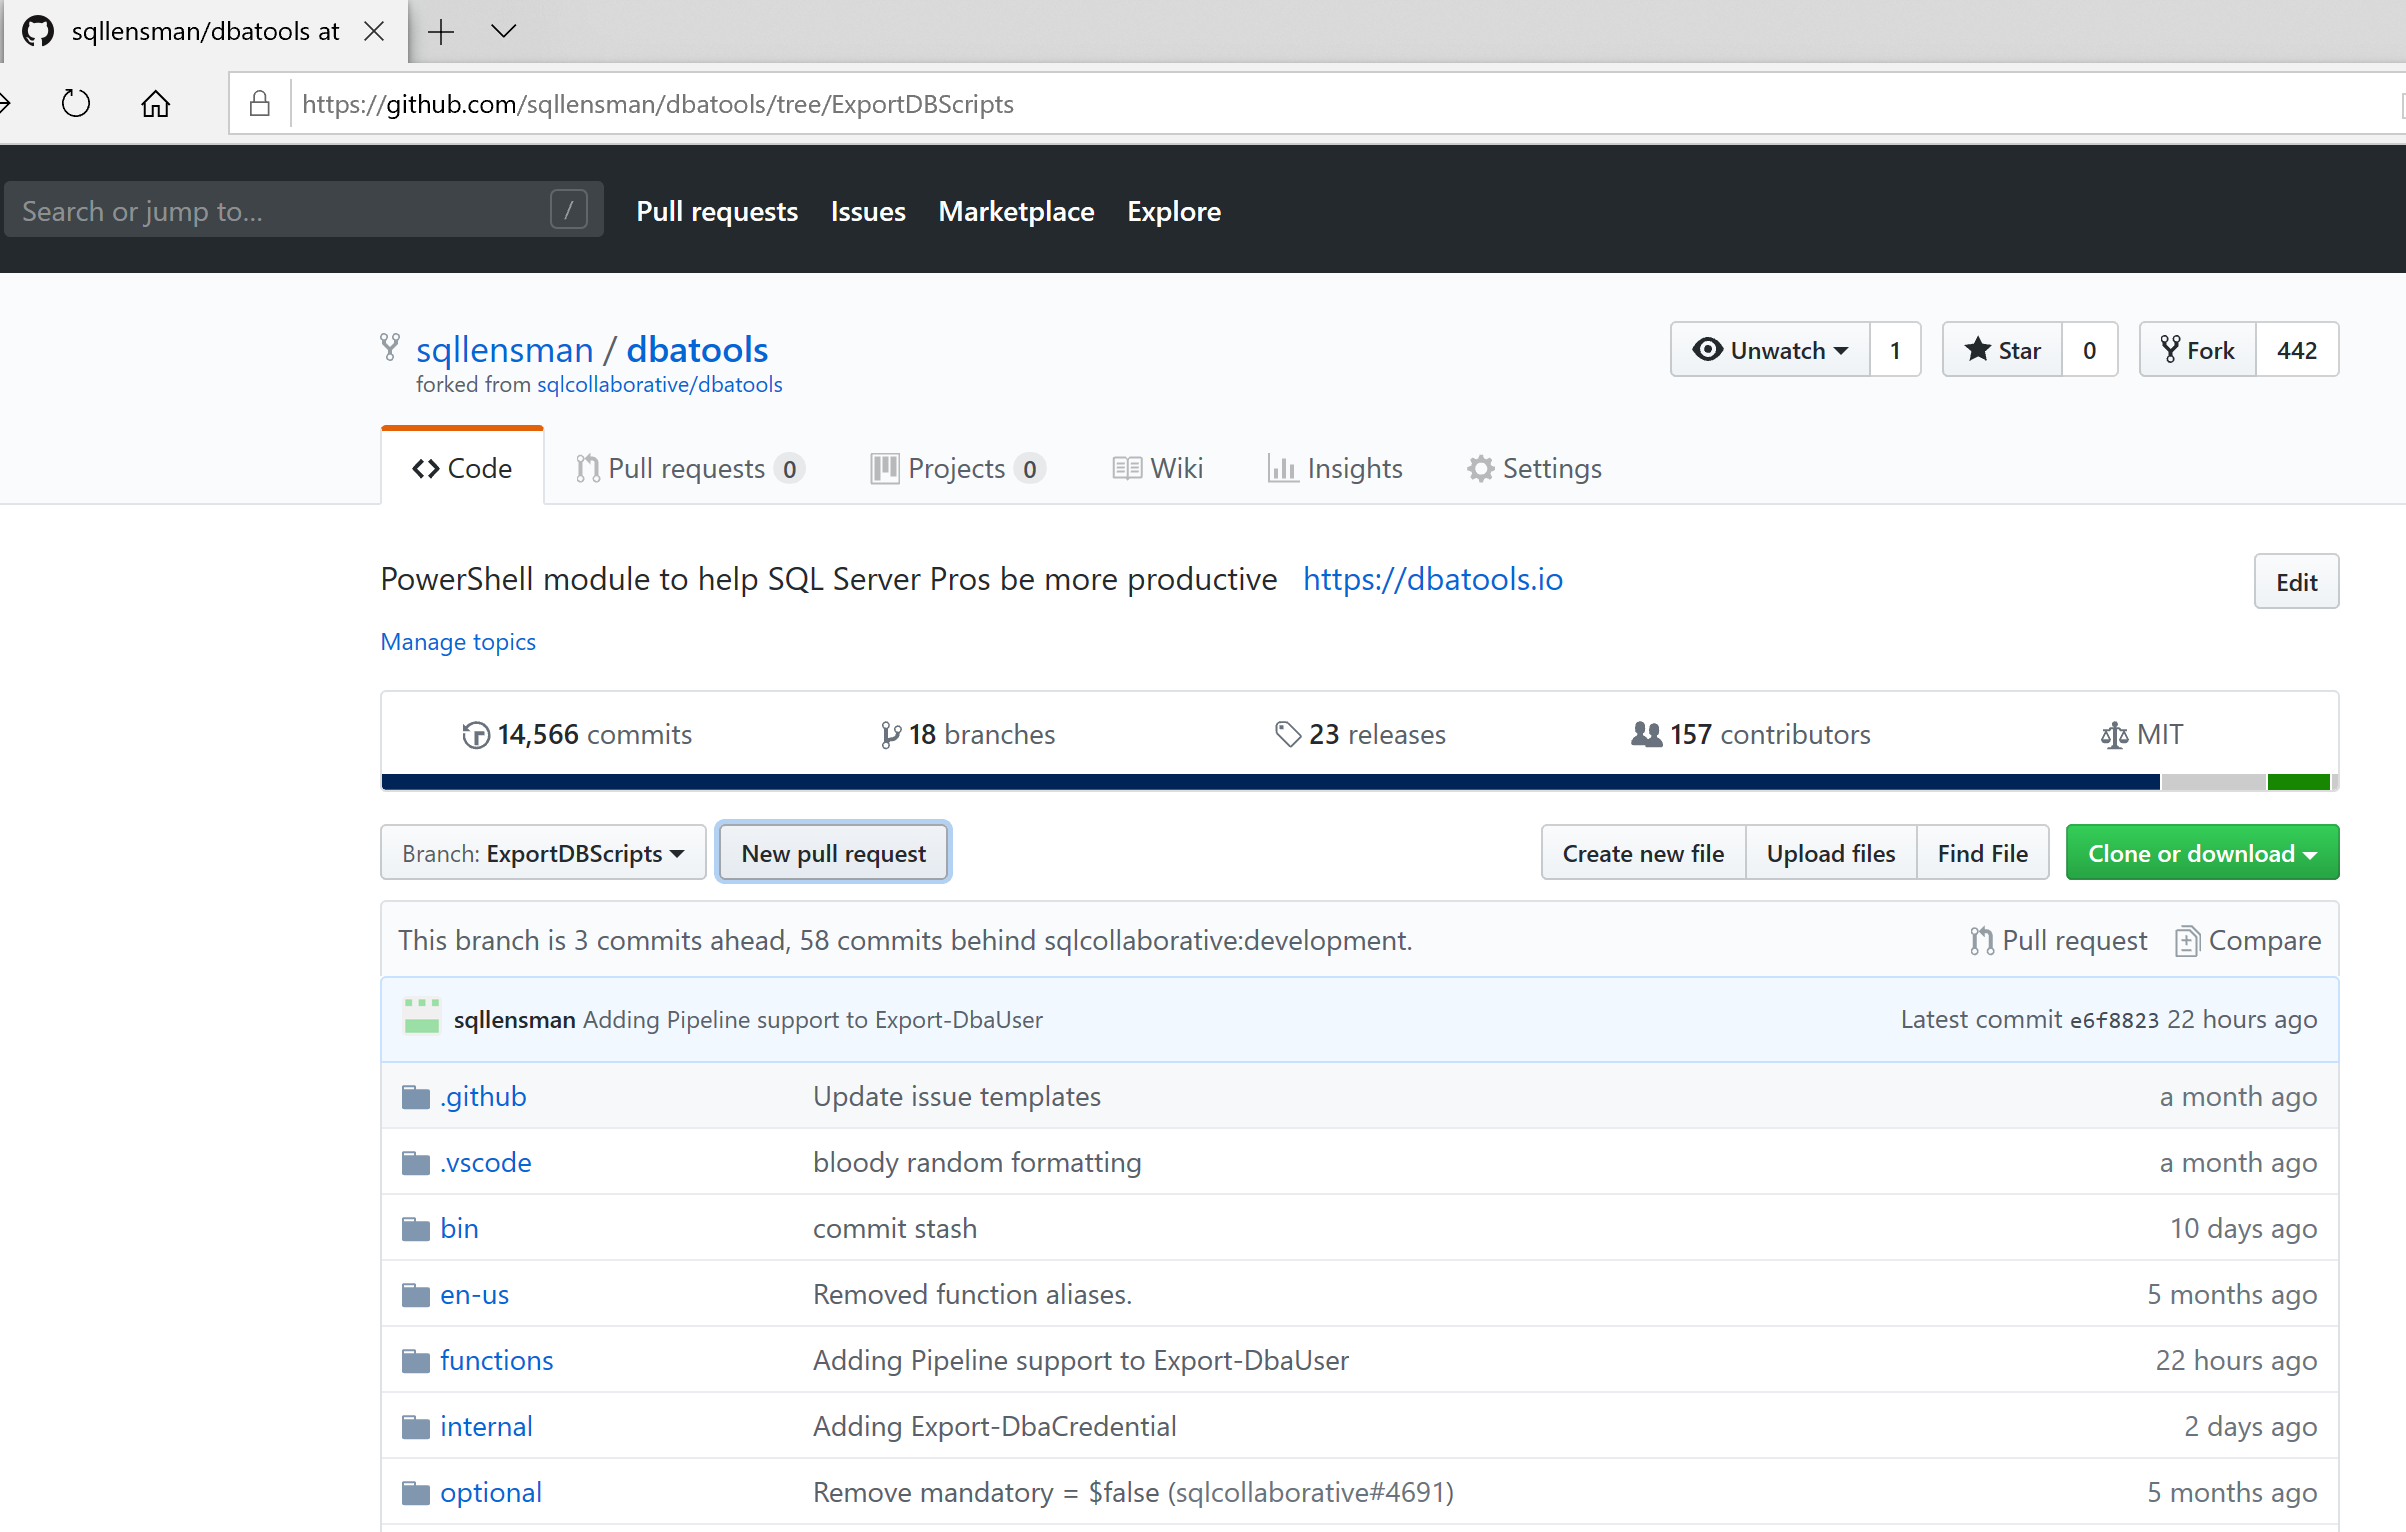 sqllensman/dbatools at
https://github.com/sqllensman/dbatools/tree/ExportDBScripts
Search or jump to... /
Pull requests Issues Marketplace Explore
sqllensman / dbatools
forked from sqlcollaborative/dbatools
Unwatch 1 Star 0 Fork 442
Code Pull requests 0 Projects 0 Wiki Insights Settings
PowerShell module to help SQL Server Pros be more productive https://dbatools.io Edit
Manage topics
14,566 commits 18 branches 23 releases 157 contributors MIT
Branch: ExportDBScripts New pull request Create new file Upload files Find File Clone or download
This branch is 3 commits ahead, 58 commits behind sqlcollaborative:development. Pull request Compare
sqllensman Adding Pipeline support to Export-DbaUser Latest commit e6f8823 22 hours ago
.github Update issue templates a month ago
.vscode bloody random formatting a month ago
bin commit stash 10 days ago
en-us Removed function aliases. 5 months ago
functions Adding Pipeline support to Export-DbaUser 22 hours ago
internal Adding Export-DbaCredential 2 days ago
optional Remove mandatory = $false (sqlcollaborative#4691) 5 months ago